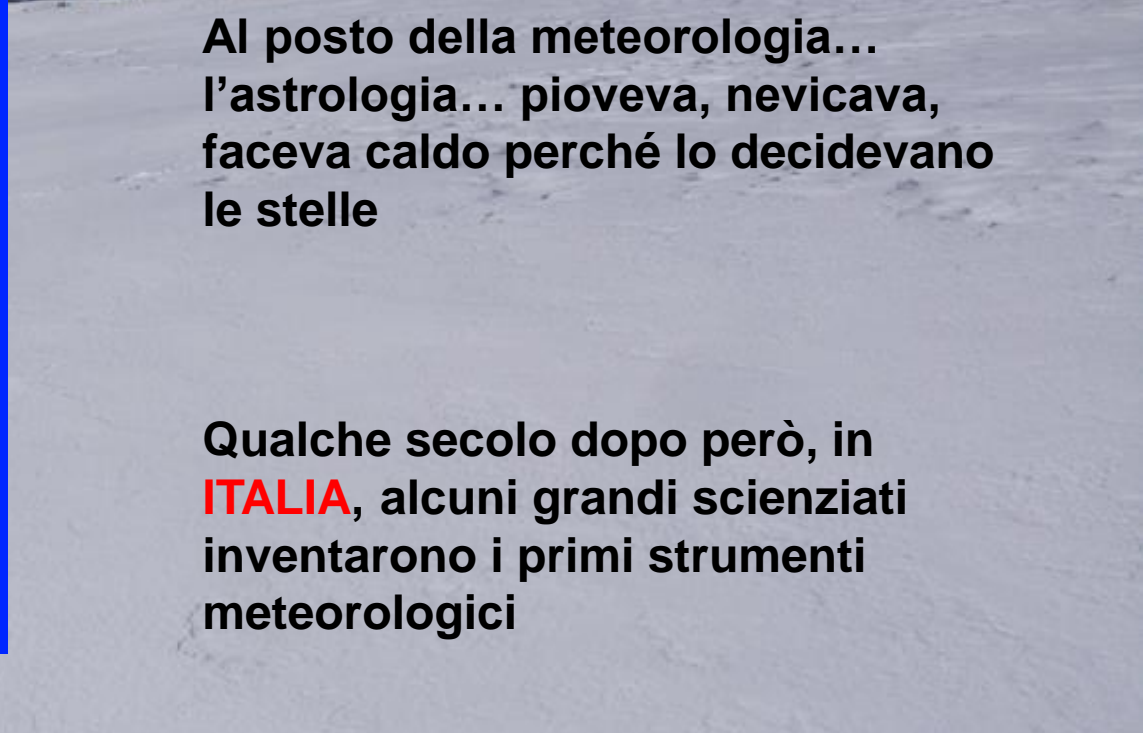 Al posto della meteorologia…
l’astrologia… pioveva, nevicava,
faceva caldo perché lo decidevano
le stelle
Qualche secolo dopo però, in
ITALIA, alcuni grandi scienziati
inventarono i primi strumenti
meteorologici